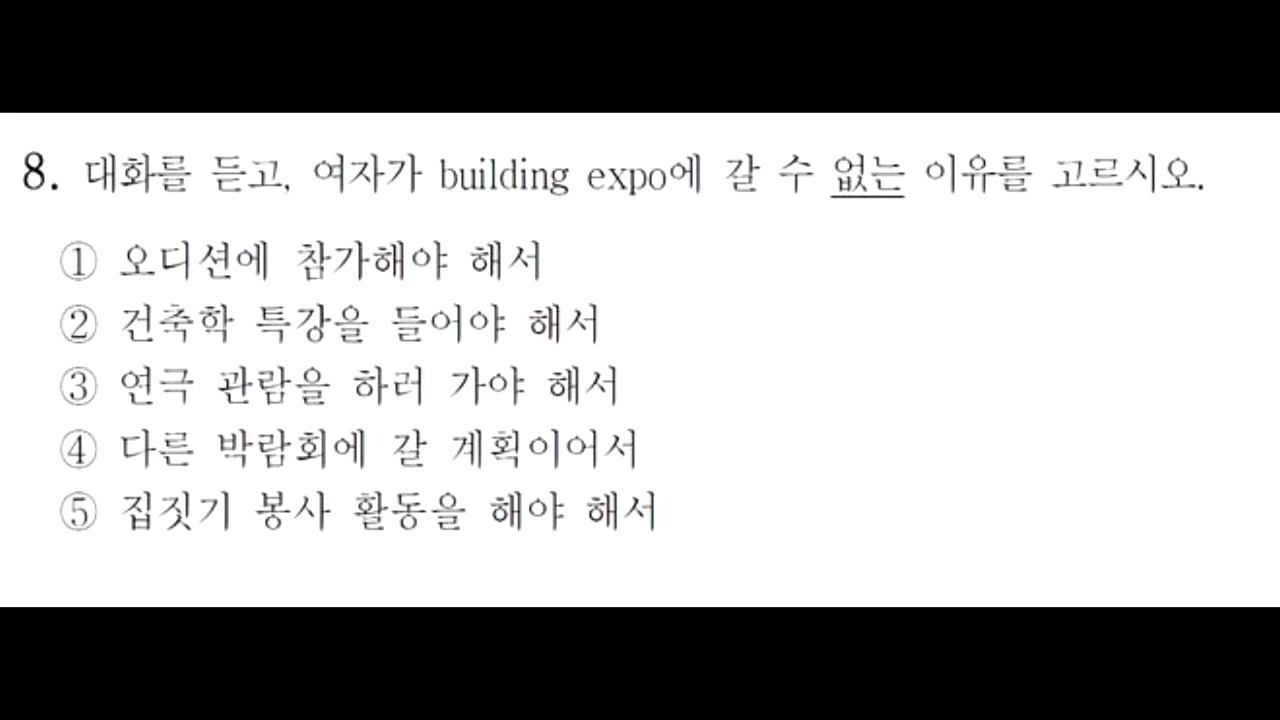 8. 대화를 듣고, 여자가 building expo에 갈 수 없는 이유를 고르시오.
① 오디션에 참가해야 해서
② 건축학 특강을 들어야 해서
③ 연극 관람을 하러 가야 해서
④ 다른 박람회에 갈 계획이어서
⑤ 집짓기 봉사 활동을 해야 해서